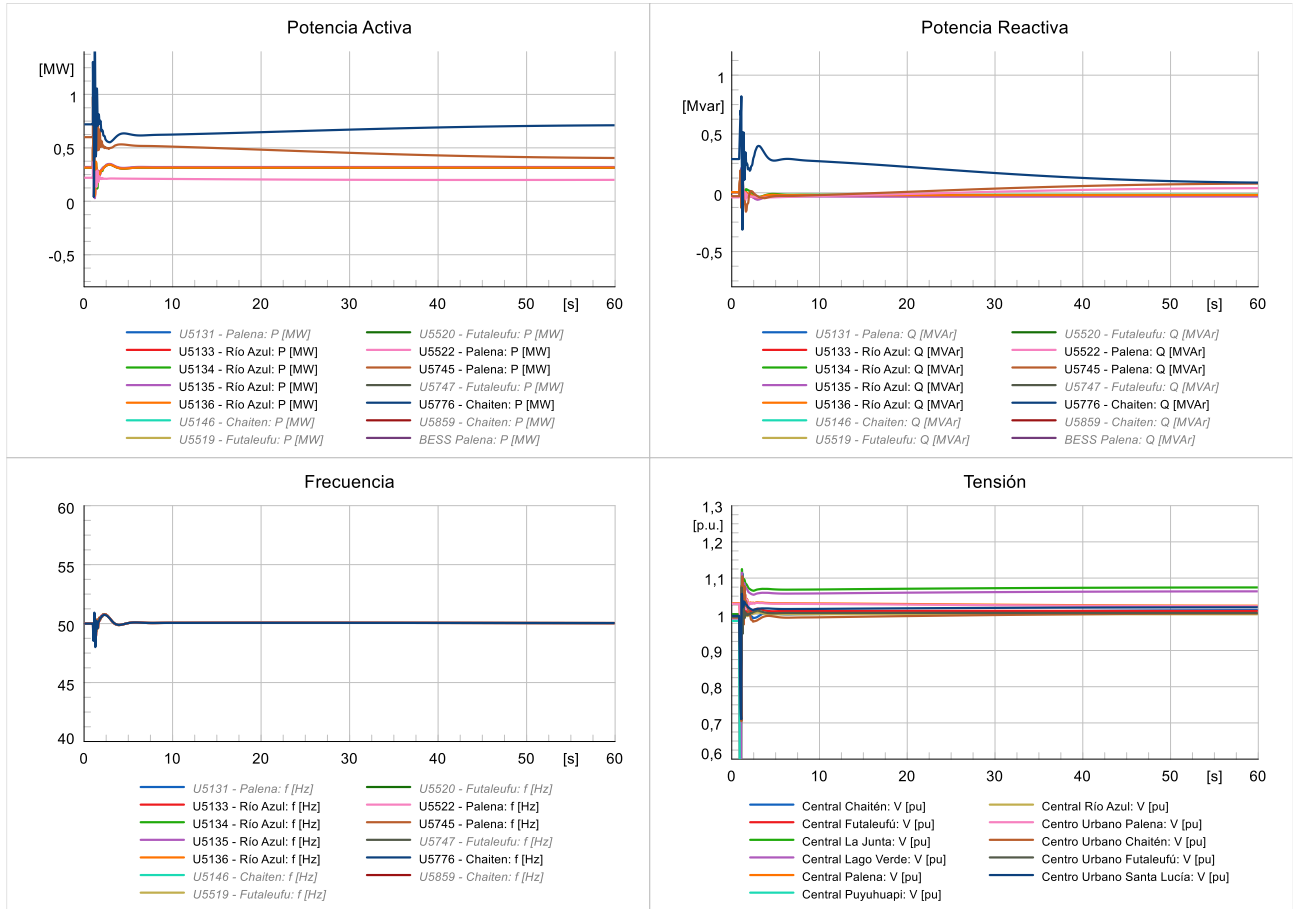 Potencia Activa
[MW]
1
0,5
0
-0,5
0 10 20 30 40 [s] 60
U5131 - Palena: P [MW] U5520 - Futaleufu: P [MW]
U5133 - Río Azul: P [MW] U5522 - Palena: P [MW]
U5134 - Río Azul: P [MW] U5745 - Palena: P [MW]
U5135 - Río Azul: P [MW] U5747 - Futaleufu: P [MW]
U5136 - Río Azul: P [MW] U5776 - Chaiten: P [MW]
U5146 - Chaiten: P [MW] U5859 - Chaiten: P [MW]
U5519 - Futaleufu: P [MW] BESS Palena: P [MW]
Potencia Reactiva
1
[Mvar]
0,5
0
-0,5
0 10 20 30 40 [s] 60
U5131 - Palena: Q [MVAr] U5520 - Futaleufu: Q [MVAr]
U5133 - Río Azul: Q [MVAr] U5522 - Palena: Q [MVAr]
U5134 - Río Azul: Q [MVAr] U5745 - Palena: Q [MVAr]
U5135 - Río Azul: Q [MVAr] U5747 - Futaleufu: Q [MVAr]
U5136 - Río Azul: Q [MVAr] U5776 - Chaiten: Q [MVAr]
U5146 - Chaiten: Q [MVAr] U5859 - Chaiten: Q [MVAr]
U5519 - Futaleufu: Q [MVAr] BESS Palena: Q [MVAr]
Frecuencia
60
55
50
45
40
0 10 20 30 40 [s] 60
U5131 - Palena: f [Hz] U5520 - Futaleufu: f [Hz]
U5133 - Río Azul: f [Hz] U5522 - Palena: f [Hz]
U5134 - Río Azul: f [Hz] U5745 - Palena: f [Hz]
U5135 - Río Azul: f [Hz] U5747 - Futaleufu: f [Hz]
U5136 - Río Azul: f [Hz] U5776 - Chaiten: f [Hz]
U5146 - Chaiten: f [Hz] U5859 - Chaiten: f [Hz]
U5519 - Futaleufu: f [Hz]
Tensión
1,3
[p.u.]
1,2
1,1
1
0,9
0,8
0,7
0,6
0 10 20 30 40 [s] 60
Central Chaitén: V [pu] Central Río Azul: V [pu]
Central Futaleufú: V [pu] Centro Urbano Palena: V [pu]
Central La Junta: V [pu] Centro Urbano Chaitén: V [pu]
Central Lago Verde: V [pu] Centro Urbano Futaleufú: V [pu]
Central Palena: V [pu] Centro Urbano Santa Lucía: V [pu]
Central Puyuhuapi: V [pu]